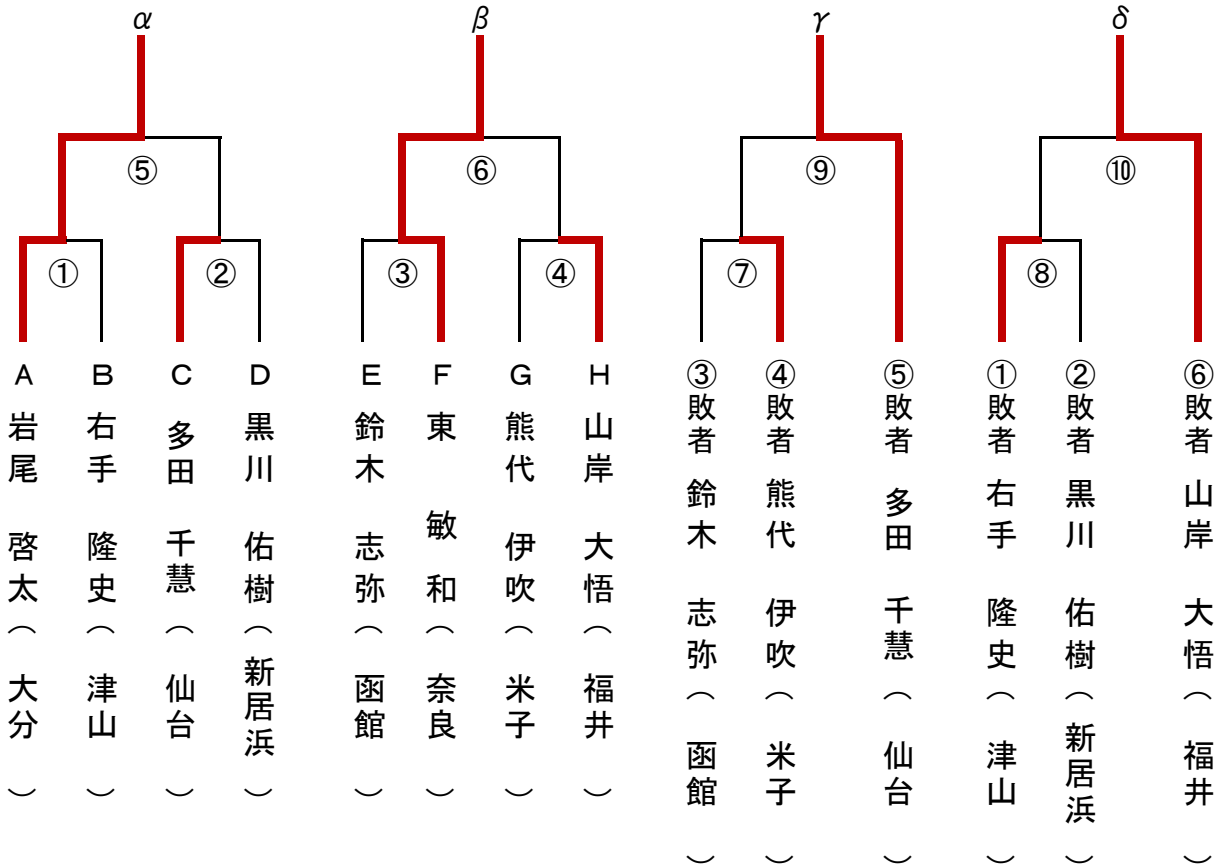 α
β
γ
δ
⑤
⑥
⑨
⑩
①
②
③
④
⑦
⑧
A 岩尾 啓太（大分）
B 右手 隆史（津山）
C 多田 千慧（仙台）
D 黒川 佑樹（新居浜）
E 鈴木 志弥（函館）
F 東 敏和（奈良）
G 熊代 伊吹（米子）
H 山岸 大悟（福井）
③敗者 鈴木 志弥（函館）
④敗者 熊代 伊吹（米子）
⑤敗者 多田 千慧（仙台）
①敗者 右手 隆史（津山）
②敗者 黒川 佑樹（新居浜）
⑥敗者 山岸 大悟（福井）